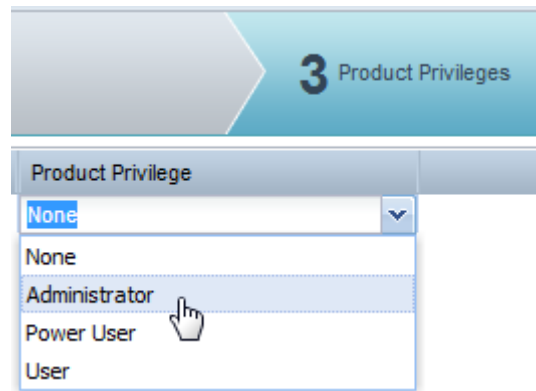 3 Product Privileges
Product Privilege
None
None
Administrator
Power User
User